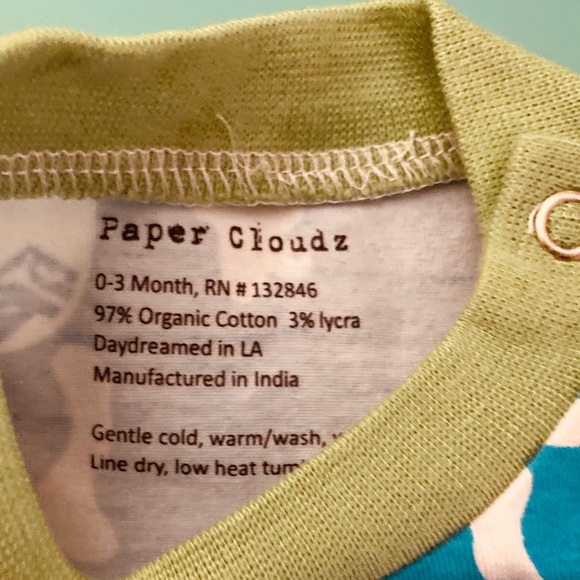 Paper Cloudz
0-3 Month, RN # 132846
97% Organic Cotton 3% lycra
Daydreamed in LA
Manufactured in India
Gentle cold, warm/wash,
Line dry, low heat